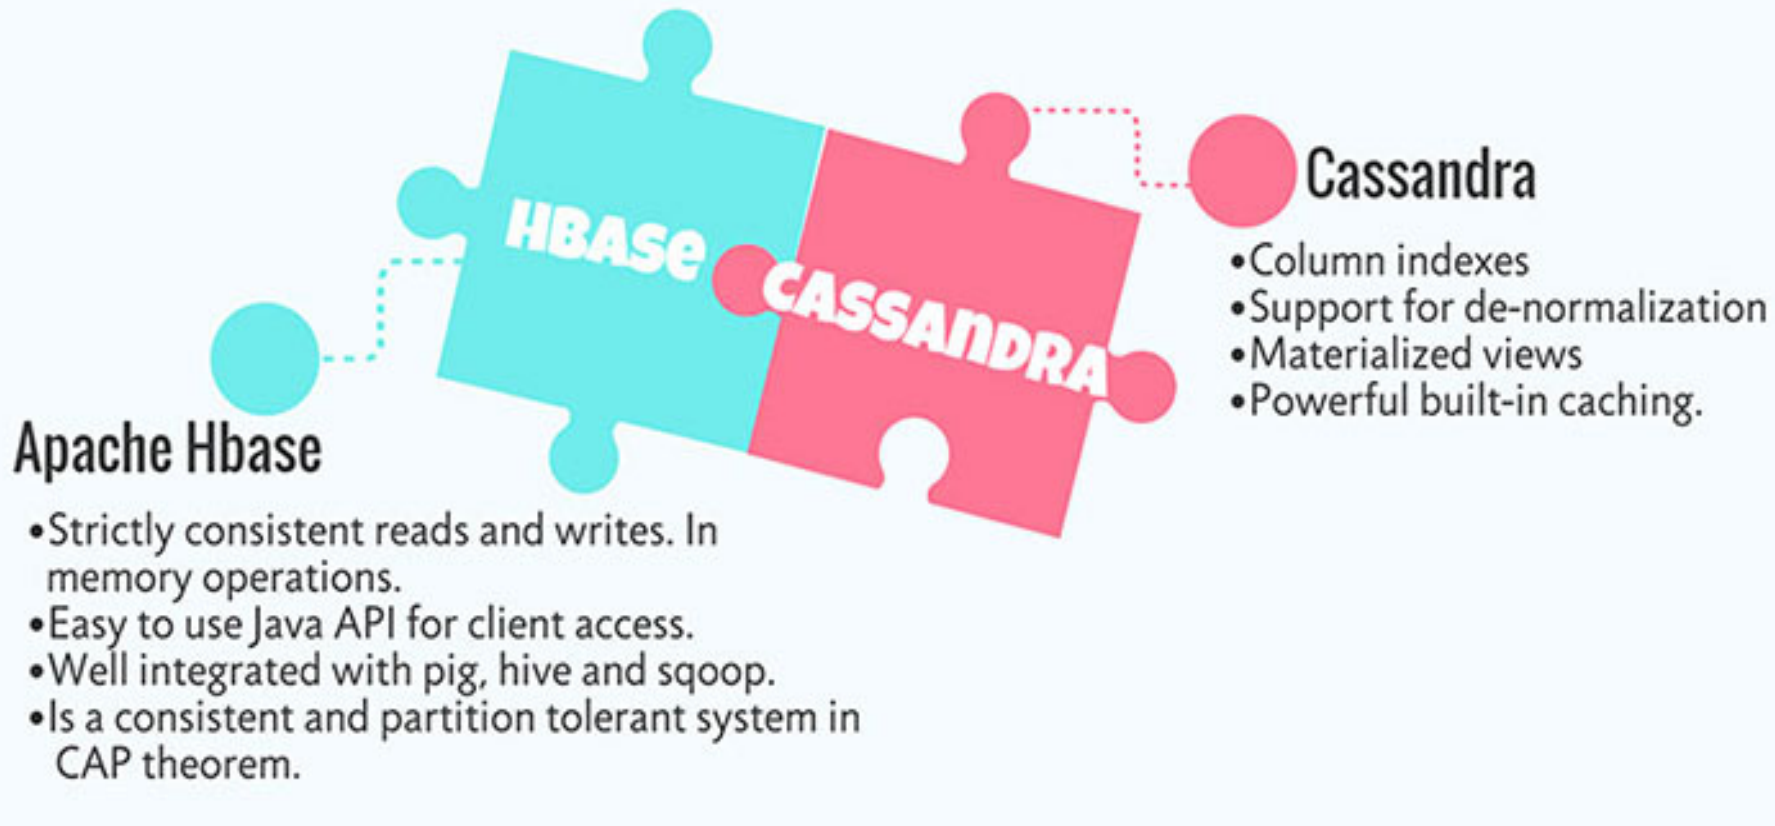 HBASe
CASSANDRA
Cassandra
•Column indexes
•Support for de-normalization
•Materialized views
•Powerful built-in caching.
Apache Hbase
•Strictly consistent reads and writes. In
memory operations.
•Easy to use Java API for client access.
•Well integrated with pig, hive and sqoop.
•Is a consistent and partition tolerant system in
CAP theorem.